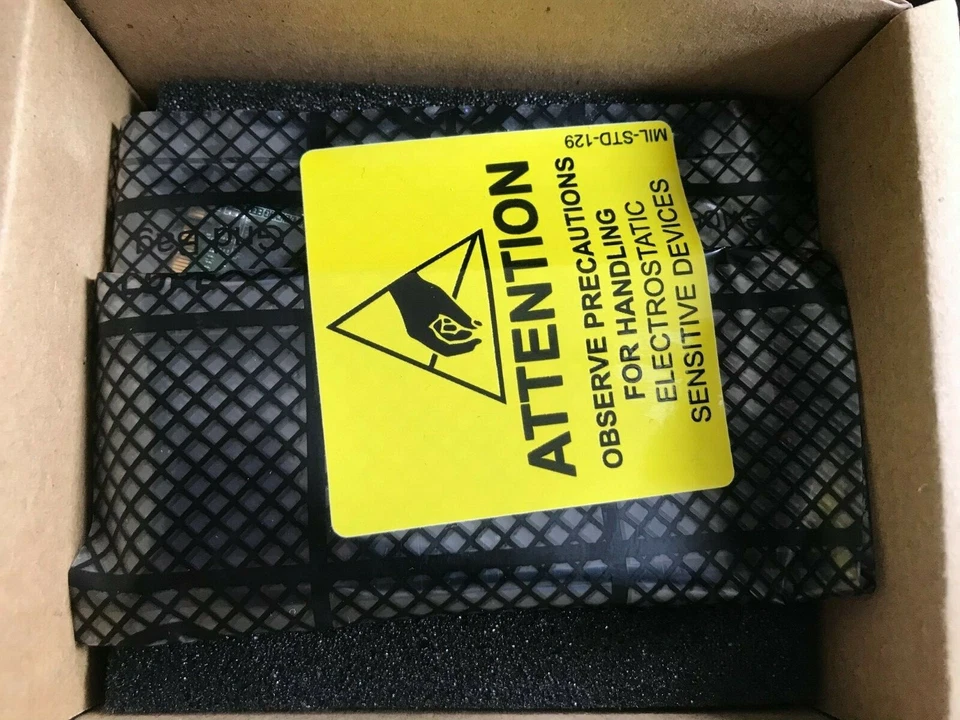 MIL-STD-129
ATTENTION
OBSERVE PRECAUTIONS
FOR HANDLING
ELECTROSTATIC
SENSITIVE DEVICES